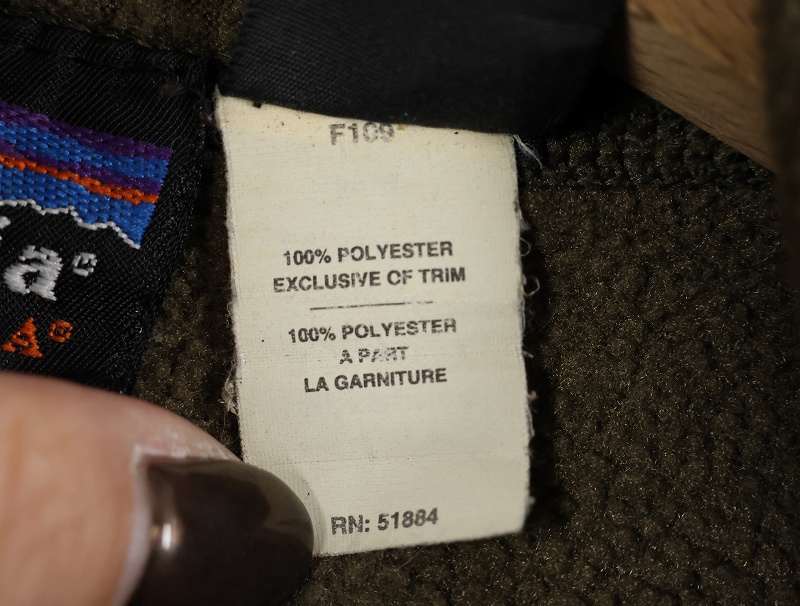 F109
100% POLYESTER
EXCLUSIVE OF TRIM
100% POLYESTER
A PART
LA GARNITURE
RN: 51884
a®
A®